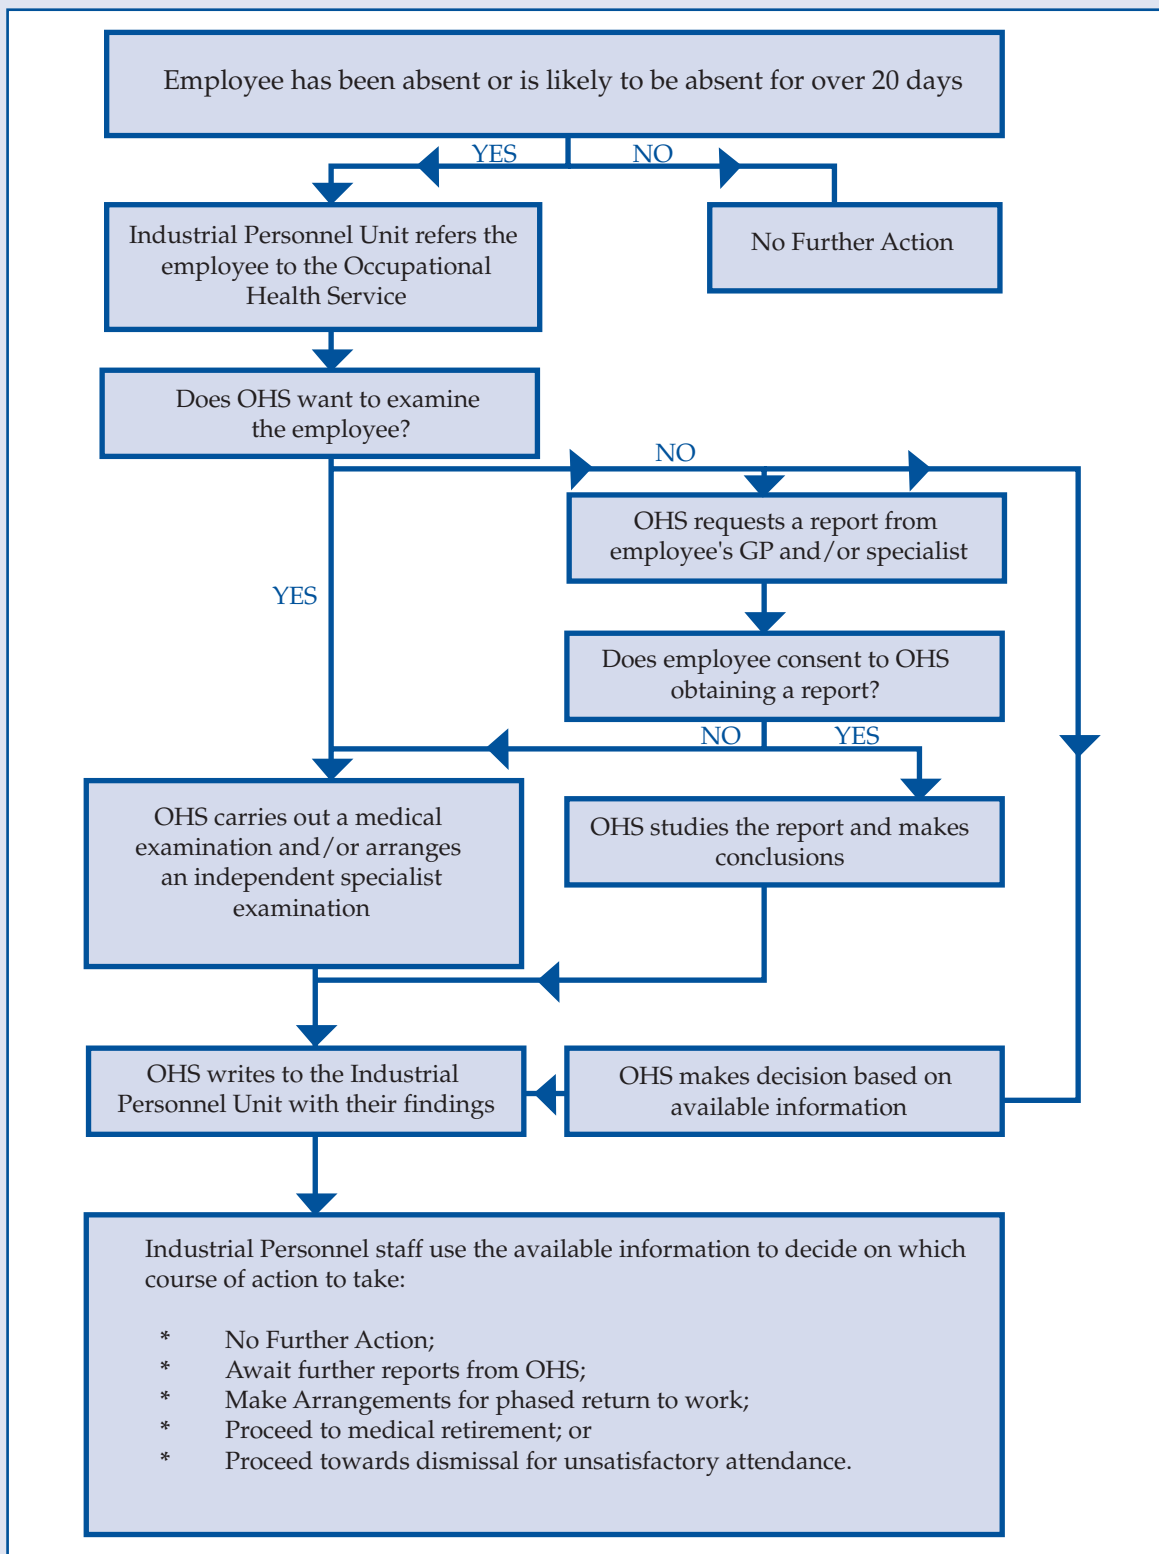 Employee has been absent or is likely to be absent for over 20 days
YES
NO
Industrial Personnel Unit refers the
employee to the Occupational
Health Service
No Further Action
Does OHS want to examine
the employee?
NO
OHS requests a report from
employee's GP and/or specialist
YES
Does employee consent to OHS
obtaining a report?
NO
YES
OHS carries out a medical
examination and/or arranges
an independent specialist
examination
OHS studies the report and makes
conclusions
OHS writes to the Industrial
Personnel Unit with their findings
OHS makes decision based on
available information
Industrial Personnel staff use the available information to decide on which
course of action to take:
* No Further Action;
* Await further reports from OHS;
* Make Arrangements for phased return to work;
* Proceed to medical retirement; or
* Proceed towards dismissal for unsatisfactory attendance.